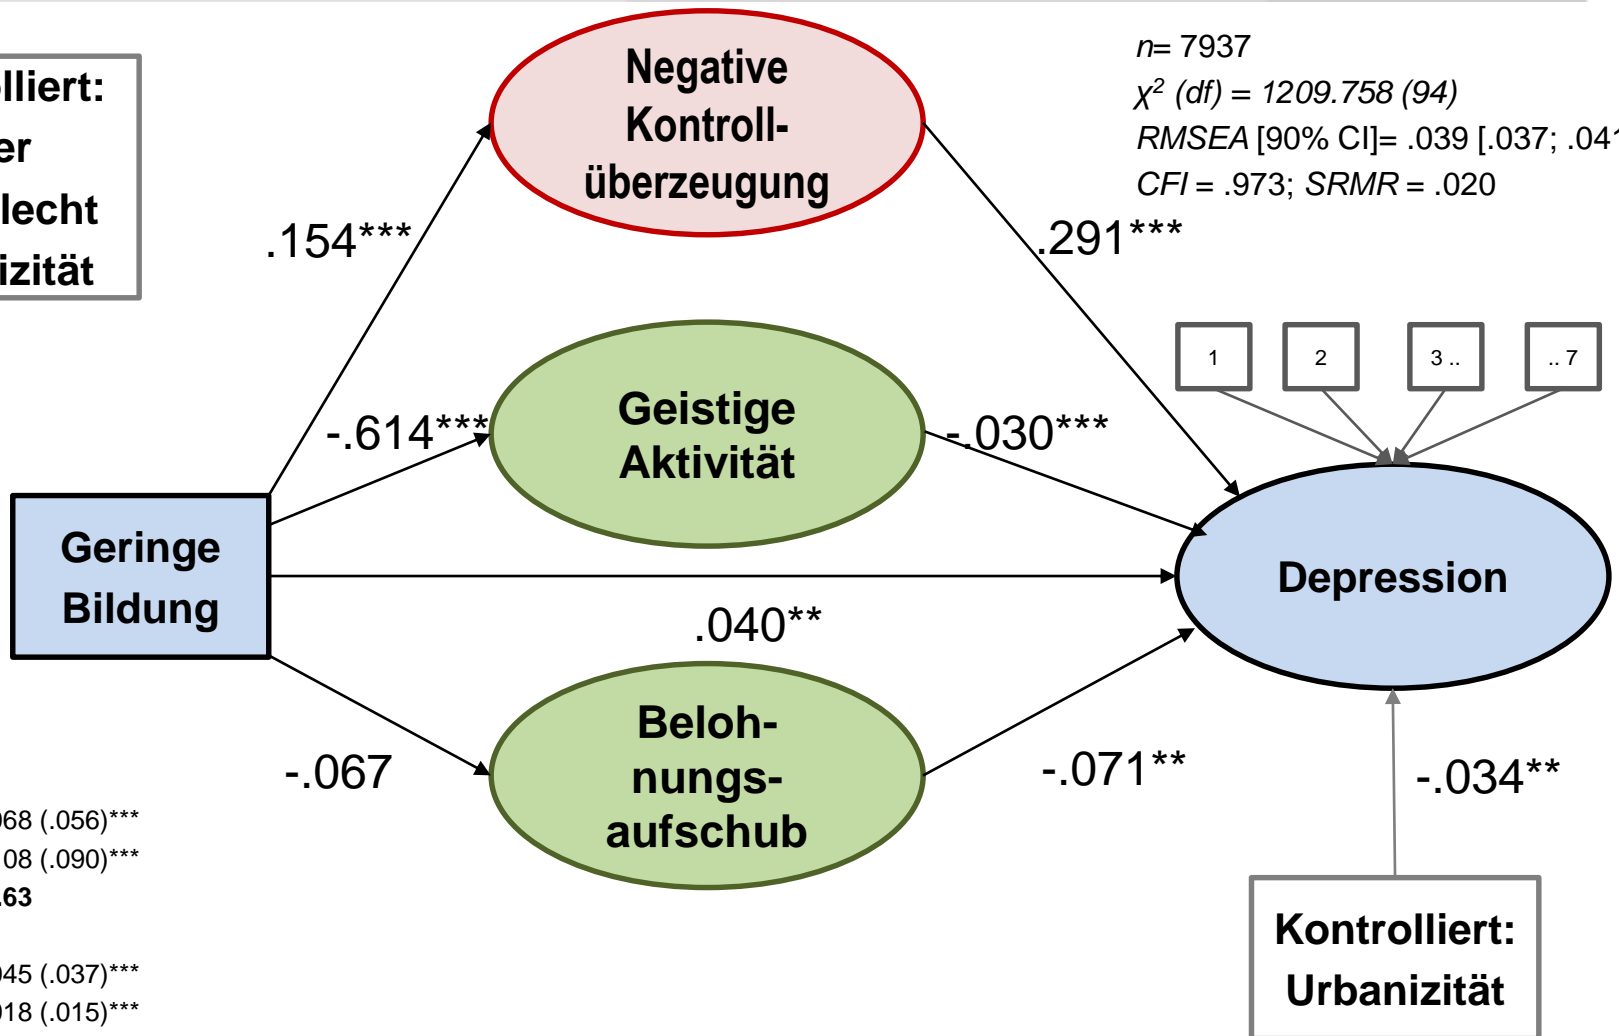 Negative
Kontroll-
überzeugung
n= 7937
χ² (df) = 1209.758 (94)
RMSEA [90% CI]= .039 [.037; .041
CFI = .973; SRMR = .020
lliert:
er
lecht
izität
.154***
.291***
1
2
3 ..
.. 7
Geistige
Aktivität
-.614***
-.030***
Geringe
Bildung
Depression
.040**
Beloh-
nungs-
aufschub
-.067
-.071**
-.034**
068 (.056)***
08 (.090)***
.63
045 (.037)***
018 (.015)***
Kontrolliert:
Urbanizität